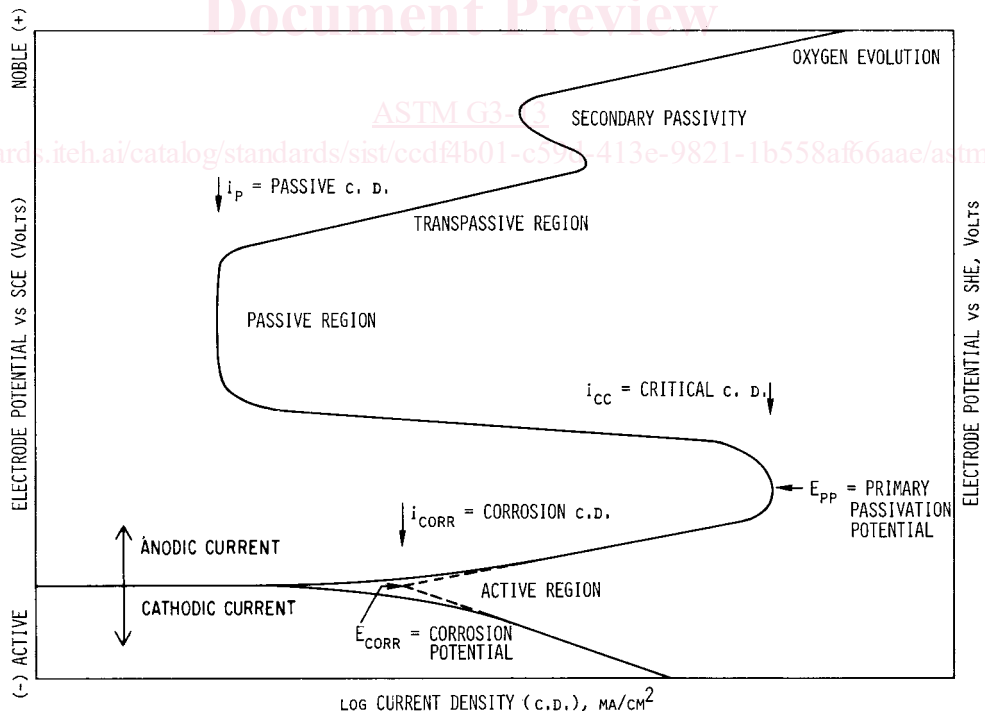 Document Preview
NOBLE (+)
OXYGEN EVOLUTION
ASTM G3-13
SECONDARY PASSIVITY
ards.iteh.ai/catalog/standards/sist/ccdf4b01-c59d-413e-9821-1b558af66aae/astm
iP = PASSIVE C. D.
TRANSPASSIVE REGION
ELECTRODE POTENTIAL vs SCE (VOLTS)
ELECTRODE POTENTIAL vs SHE, VOLTS
PASSIVE REGION
iCC = CRITICAL C. D.
EPP = PRIMARY
PASSIVATION
POTENTIAL
iCORR = CORROSION C.D.
ANODIC CURRENT
ACTIVE REGION
CATHODIC CURRENT
ECORR = CORROSION
POTENTIAL
(-) ACTIVE
LOG CURRENT DENSITY (C.D.), MA/CM²